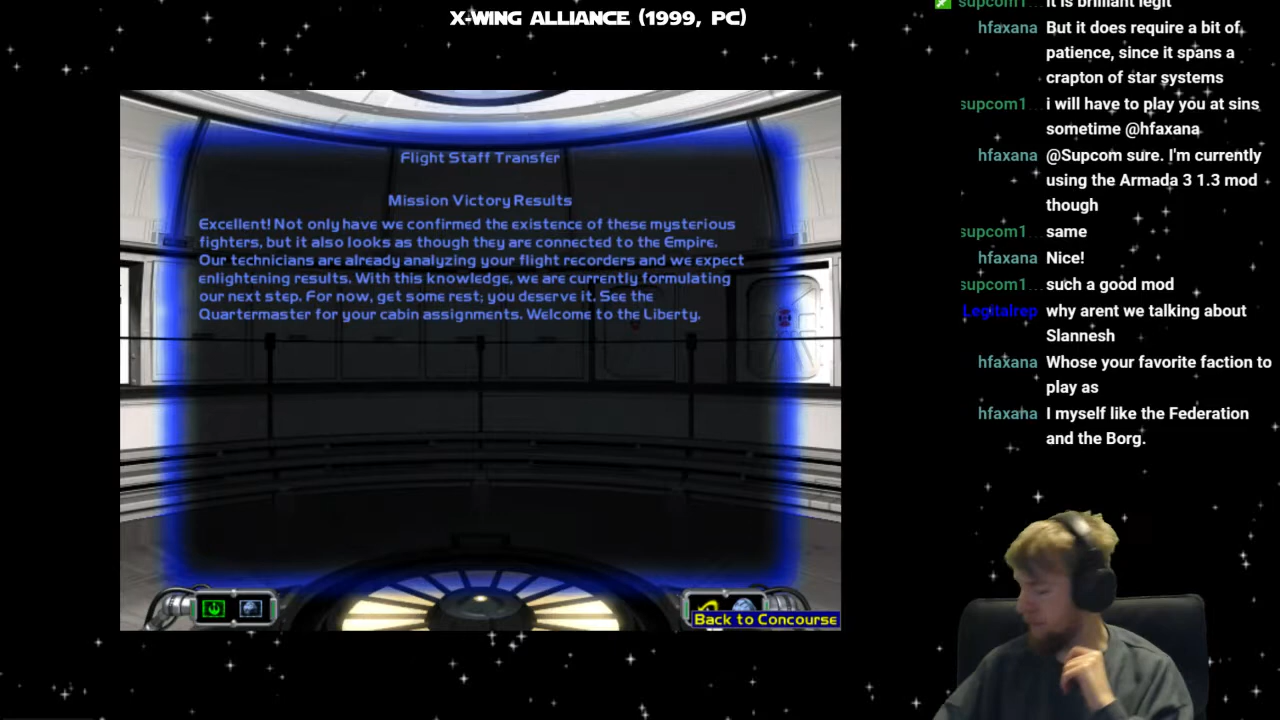 X-WING ALLIANCE (1999, PC)
Flight Staff Transfer
Mission Victory Results
Excellent! Not only have we confirmed the existence of these mysterious
fighters, but it also looks as though they are connected to the Empire.
Our technicians are already analyzing your flight recorders and we expect
enlightening results. With this knowledge, we are currently formulating
our next step. For now, get some rest; you deserve it. See the
Quartermaster for your cabin assignments. Welcome to the Liberty.
Back to Concourse
supcom1... it is brilliant legit
hfaxana But it does require a bit of
patience, since it spans a
crapton of star systems
supcom1... i will have to play you at sins
sometime @hfaxana
hfaxana @Supcom sure. I'm currently
using the Armada 3 1.3 mod
though
supcom1... same
hfaxana Nice!
supcom1... such a good mod
Legitalrep why arent we talking about
Slannesh
hfaxana Whose your favorite faction to
play as
hfaxana I myself like the Federation
and the Borg.